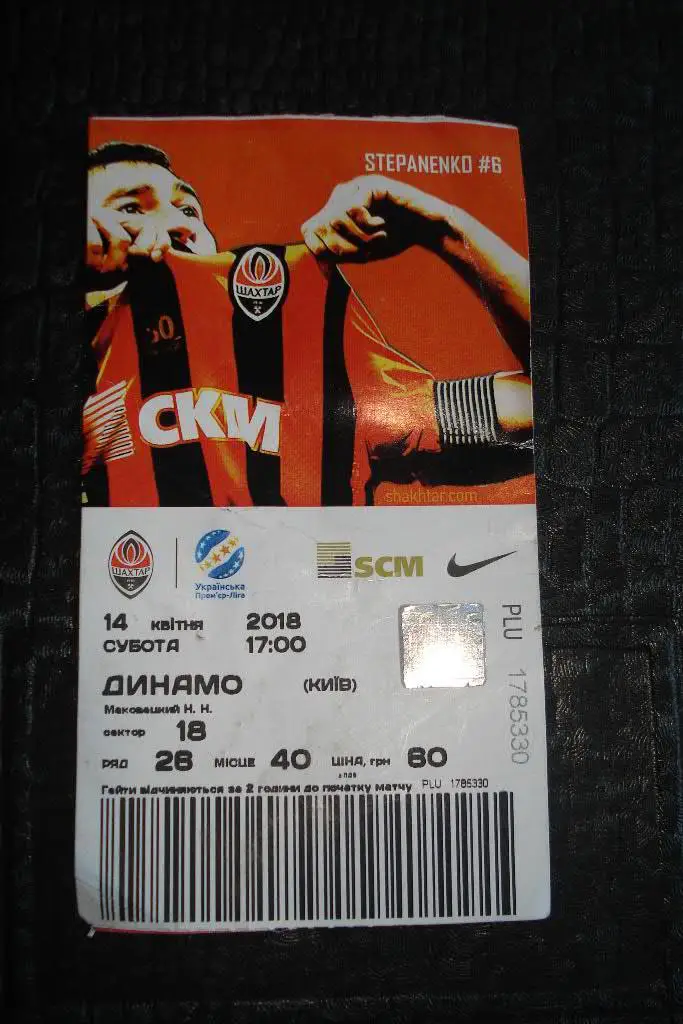 STEPANENKO #6
ШАХТАР
СКМ
shakhtar.com
ШАХТАР
Українська
Прем'єр-Ліга
SCM
14 квітня 2018
СУБОТА 17:00
ДИНАМО (КИЇВ)
Маковецкий Н. Н.
сектор 18
РЯД 26 МІСЦЕ 40 ЦІНА, грн 60
з пдв
Гейти відчиняються за 2 години до початку матчу PLU 1785330
PLU 1785330